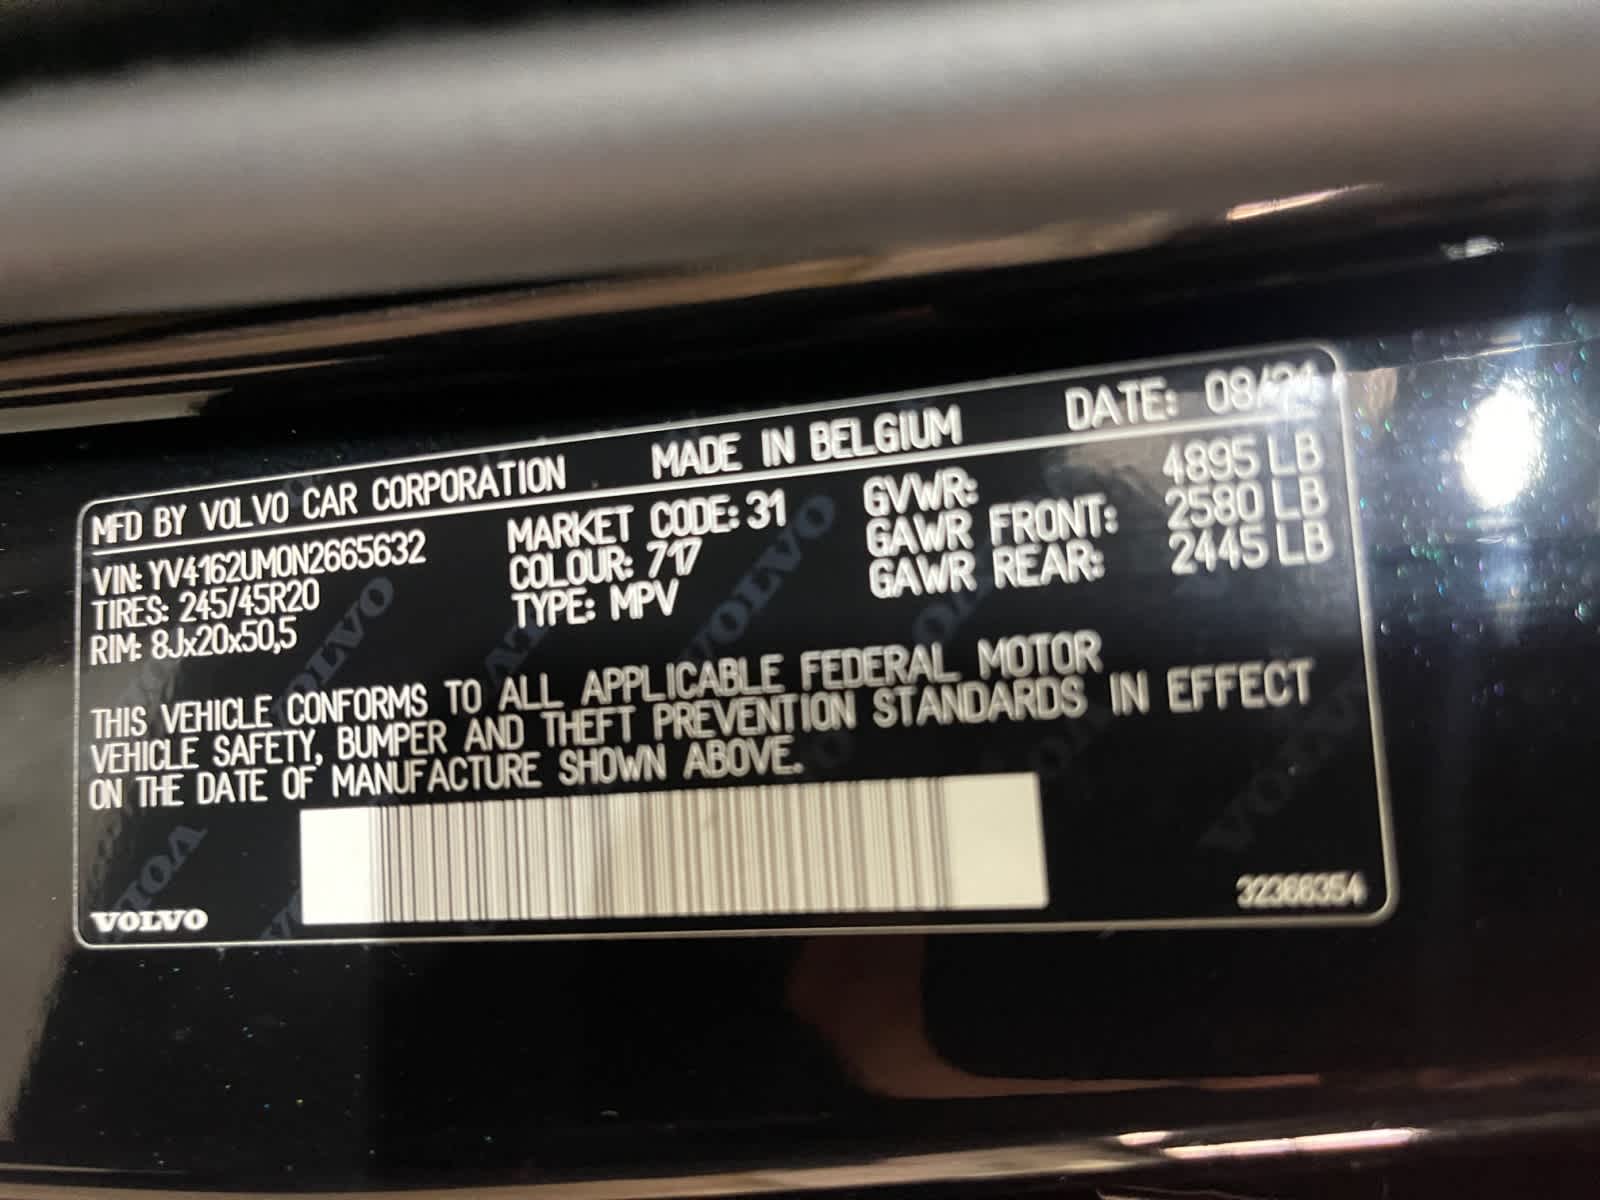 MFD BY VOLVO CAR CORPORATION MADE IN BELGIUM DATE: 08/21
VIN: YV4162UM0N2665632 MARKET CODE: 31 GVWR: 4895 LB
TIRES: 245/45R20 COLOUR: 717 GAWR FRONT: 2580 LB
RIM: 8Jx20x50,5 TYPE: MPV GAWR REAR: 2445 LB
THIS VEHICLE CONFORMS TO ALL APPLICABLE FEDERAL MOTOR
VEHICLE SAFETY, BUMPER AND THEFT PREVENTION STANDARDS IN EFFECT
ON THE DATE OF MANUFACTURE SHOWN ABOVE.
VOLVO 32366354